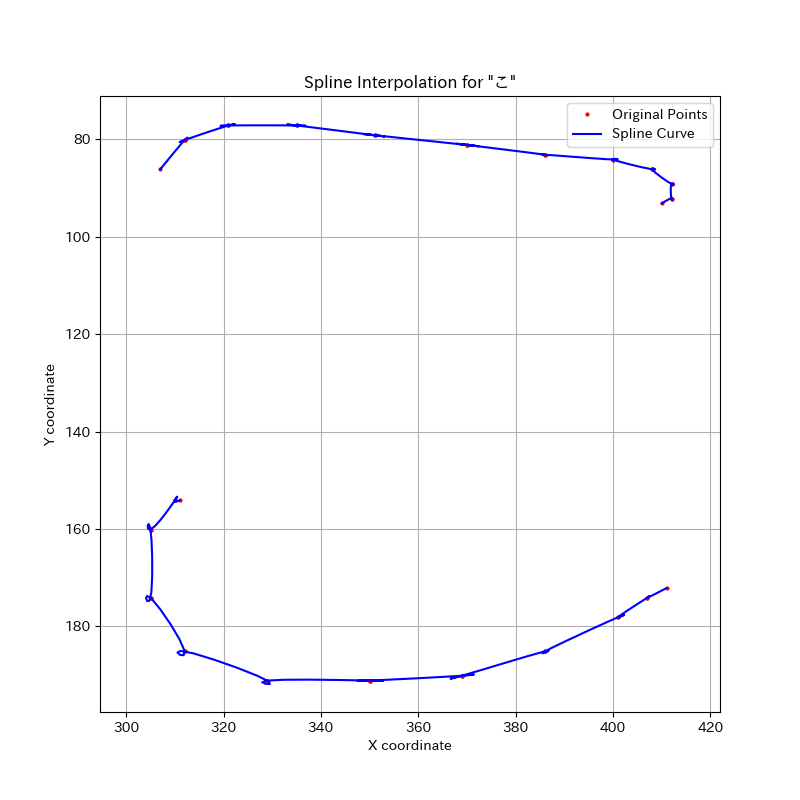 Spline Interpolation for "こ"
Original Points
Spline Curve
80
100
120
140
160
180
Y coordinate
300
320
340
360
380
400
420
X coordinate